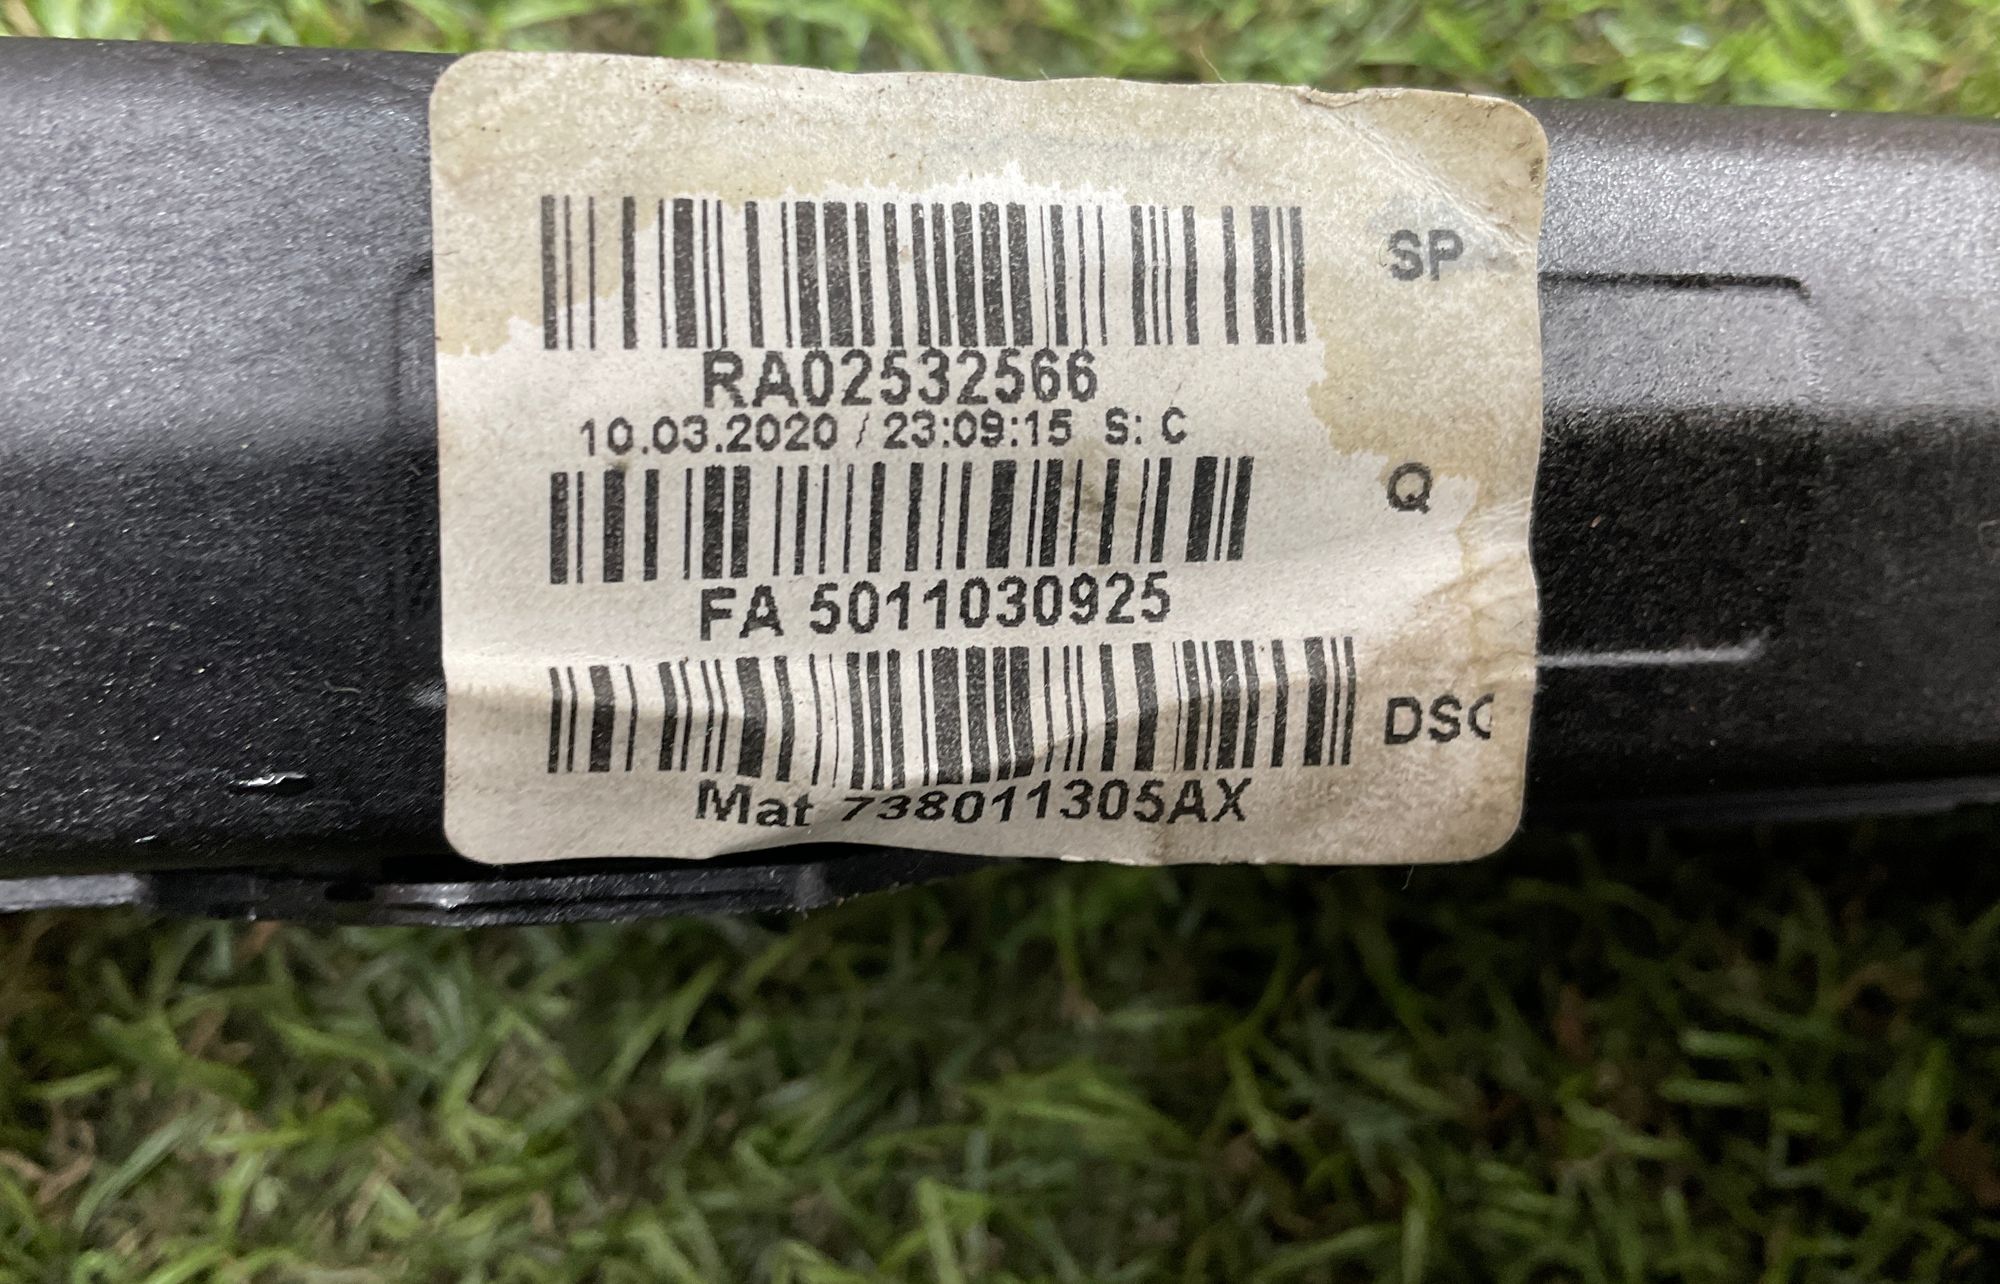 SP
RA02532566
10.03.2020 / 23:09:15 S: C
Q
FA 5011030925
DSC
Mat 738011305AX